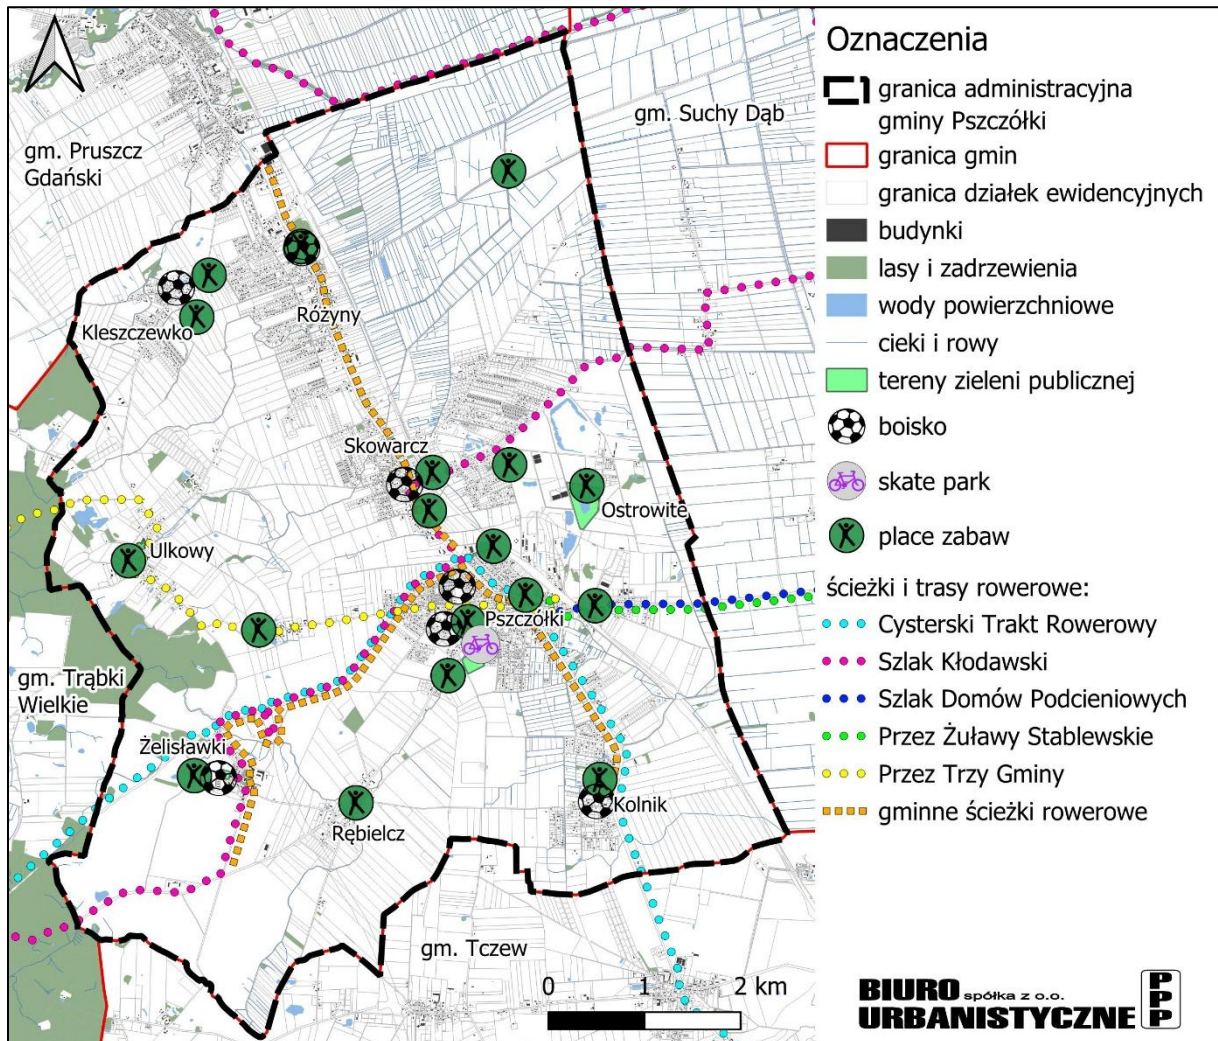 gm. Pruszcz
Gdański
gm. Suchy Dąb
Kleszczewko
Różyny
Skowarcz
Ostrowite
Ulkowy
Pszczółki
gm. Trąbki
Wielkie
Żelisławki
Rębielcz
Kolnik
gm. Tczew
0 1 2 km
Oznaczenia
granica administracyjna
gminy Pszczółki
granica gmin
granica działek ewidencyjnych
budynki
lasy i zadrzewienia
wody powierzchniowe
cieki i rowy
tereny zieleni publicznej
boisko
skate park
place zabaw
ścieżki i trasy rowerowe:
Cysterski Trakt Rowerowy
Szlak Kłodawski
Szlak Domów Podcieniowych
Przez Żuławy Stablewskie
Przez Trzy Gminy
gminne ścieżki rowerowe
BIURO spółka z o.o.
URBANISTYCZNE
P
P
P